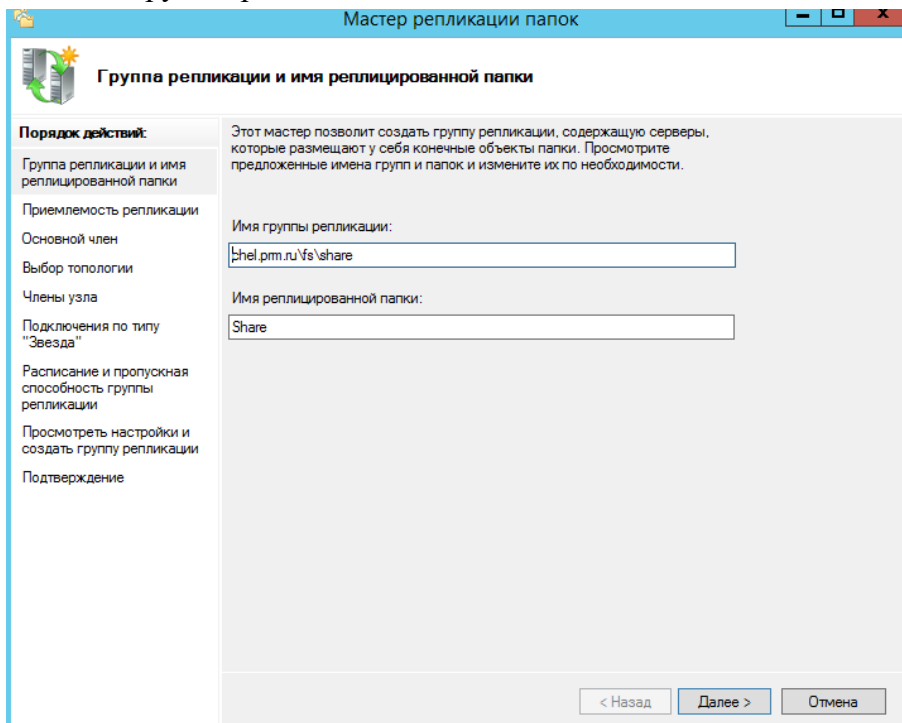 Мастер репликации папок
Группа репликации и имя реплицированной папки
Порядок действий:
Группа репликации и имя
реплицированной папки
Приемлемость репликации
Основной член
Выбор топологии
Члены узла
Подключения по типу
"Звезда"
Расписание и пропускная
способность группы
репликации
Просмотреть настройки и
создать группу репликации
Подтверждение
Этот мастер позволит создать группу репликации, содержащую серверы,
которые размещают у себя конечные объекты папки. Просмотрите
предложенные имена групп и папок и измените их по необходимости.
Имя группы репликации:
chel.prm.ru\fs\share
Имя реплицированной папки:
Share
< Назад
Далее >
Отмена